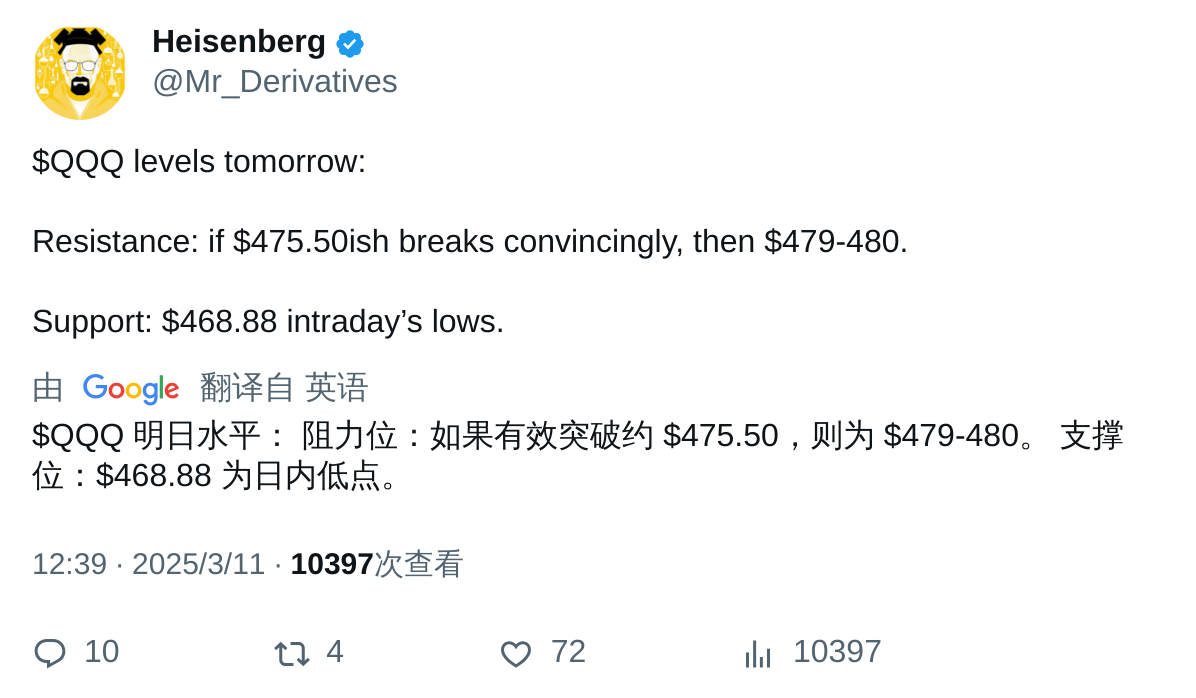 Heisenberg
@Mr_Derivatives
$QQQ levels tomorrow:
Resistance: if $475.50ish breaks convincingly, then $479-480.
Support: $468.88 intraday’s lows.
由 Google 翻译自 英语
$QQQ 明日水平： 阻力位：如果有效突破约 $475.50，则为 $479-480。 支撑
位：$468.88 为日内低点。
12:39 · 2025/3/11 · 10397次查看
10 4 72 10397